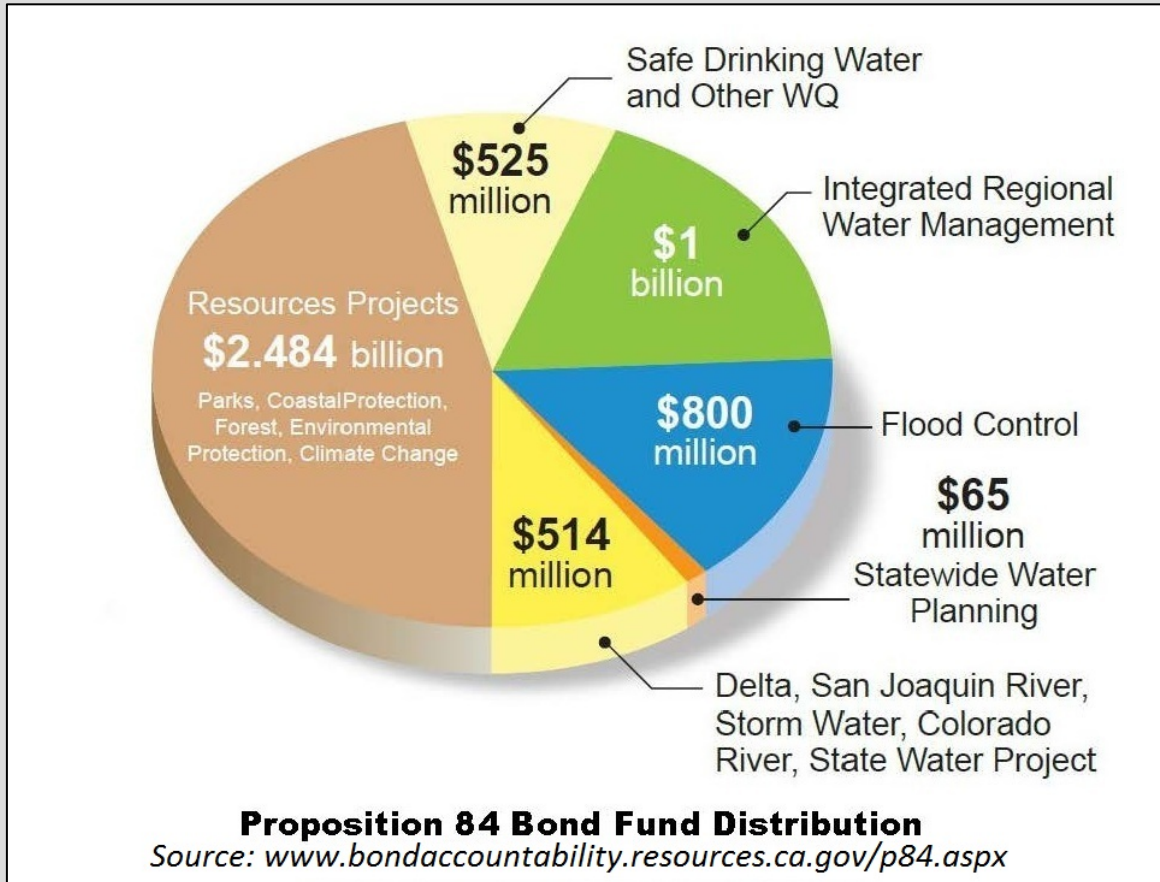 Safe Drinking Water
and Other WQ
$525
million
Integrated Regional
Water Management
$1
billion
Resources Projects
$2.484 billion
Parks, CoastalProtection,
Forest, Environmental
Protection, Climate Change
$800
million
Flood Control
$65
million
Statewide Water
Planning
$514
million
Delta, San Joaquin River,
Storm Water, Colorado
River, State Water Project
Proposition 84 Bond Fund Distribution
Source: www.bondaccountability.resources.ca.gov/p84.aspx